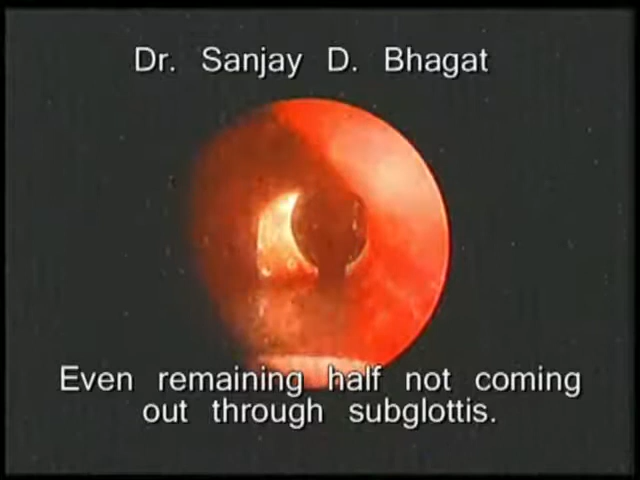 Dr. Sanjay D. Bhagat
Even remaining half not coming
out through subglottis.